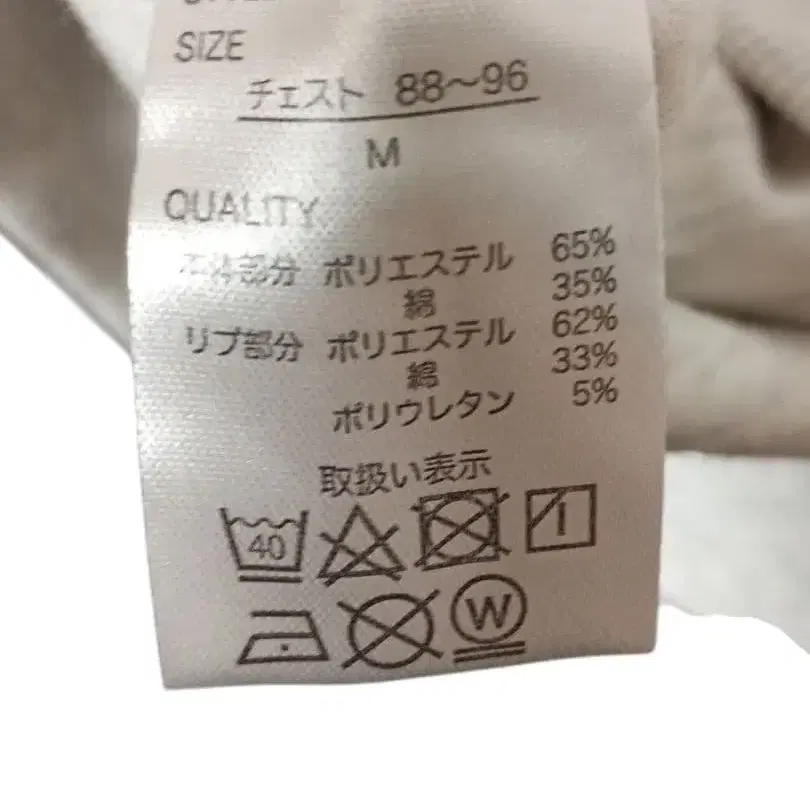 SIZE
チェスト 88～96
M
QUALITY
部分 ポリエステル 65%
綿 35%
リブ部分 ポリエステル 62%
綿 33%
ポリウレタン 5%
取扱い表示
40
W